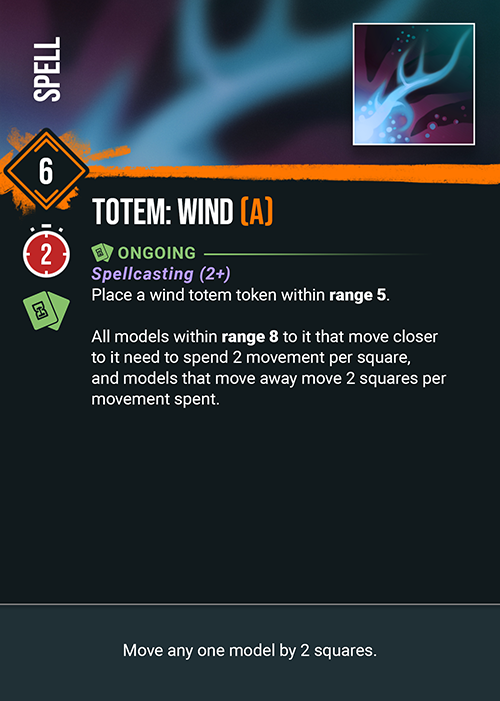 SPELL
6
TOTEM: WIND (A)
2
ONGOING
Spellcasting (2+)
Place a wind totem token within range 5.
All models within range 8 to it that move closer
to it need to spend 2 movement per square,
and models that move away move 2 squares per
movement spent.
Move any one model by 2 squares.